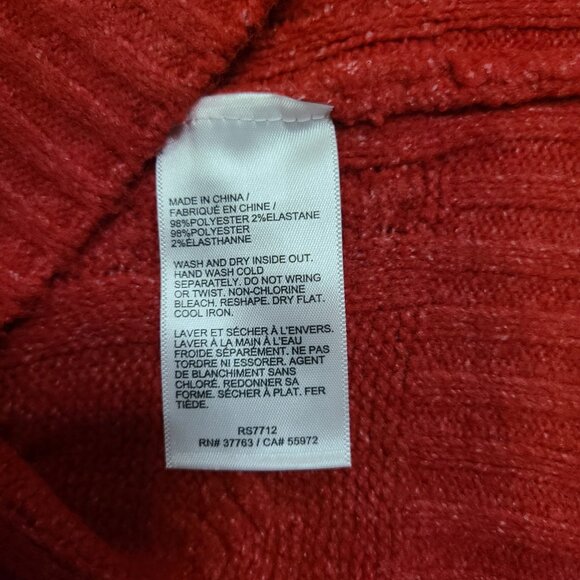 MADE IN CHINA /
FABRIQUÉ EN CHINE /
98%POLYESTER 2%ELASTANE
98%POLYESTER
2%ÉLASTHANNE
WASH AND DRY INSIDE OUT.
HAND WASH COLD
SEPARATELY. DO NOT WRING
OR TWIST. NON-CHLORINE
BLEACH. RESHAPE. DRY FLAT.
COOL IRON.
LAVER ET SÉCHER À L'ENVERS.
LAVER À LA MAIN À L'EAU
FROIDE SÉPARÉMENT. NE PAS
TORDRE NI ESSORER. AGENT
DE BLANCHIMENT SANS
CHLORE. REDONNER SA
FORME. SÉCHER À PLAT. FER
TIÈDE.
RS7712
RN# 37763 / CA# 55972